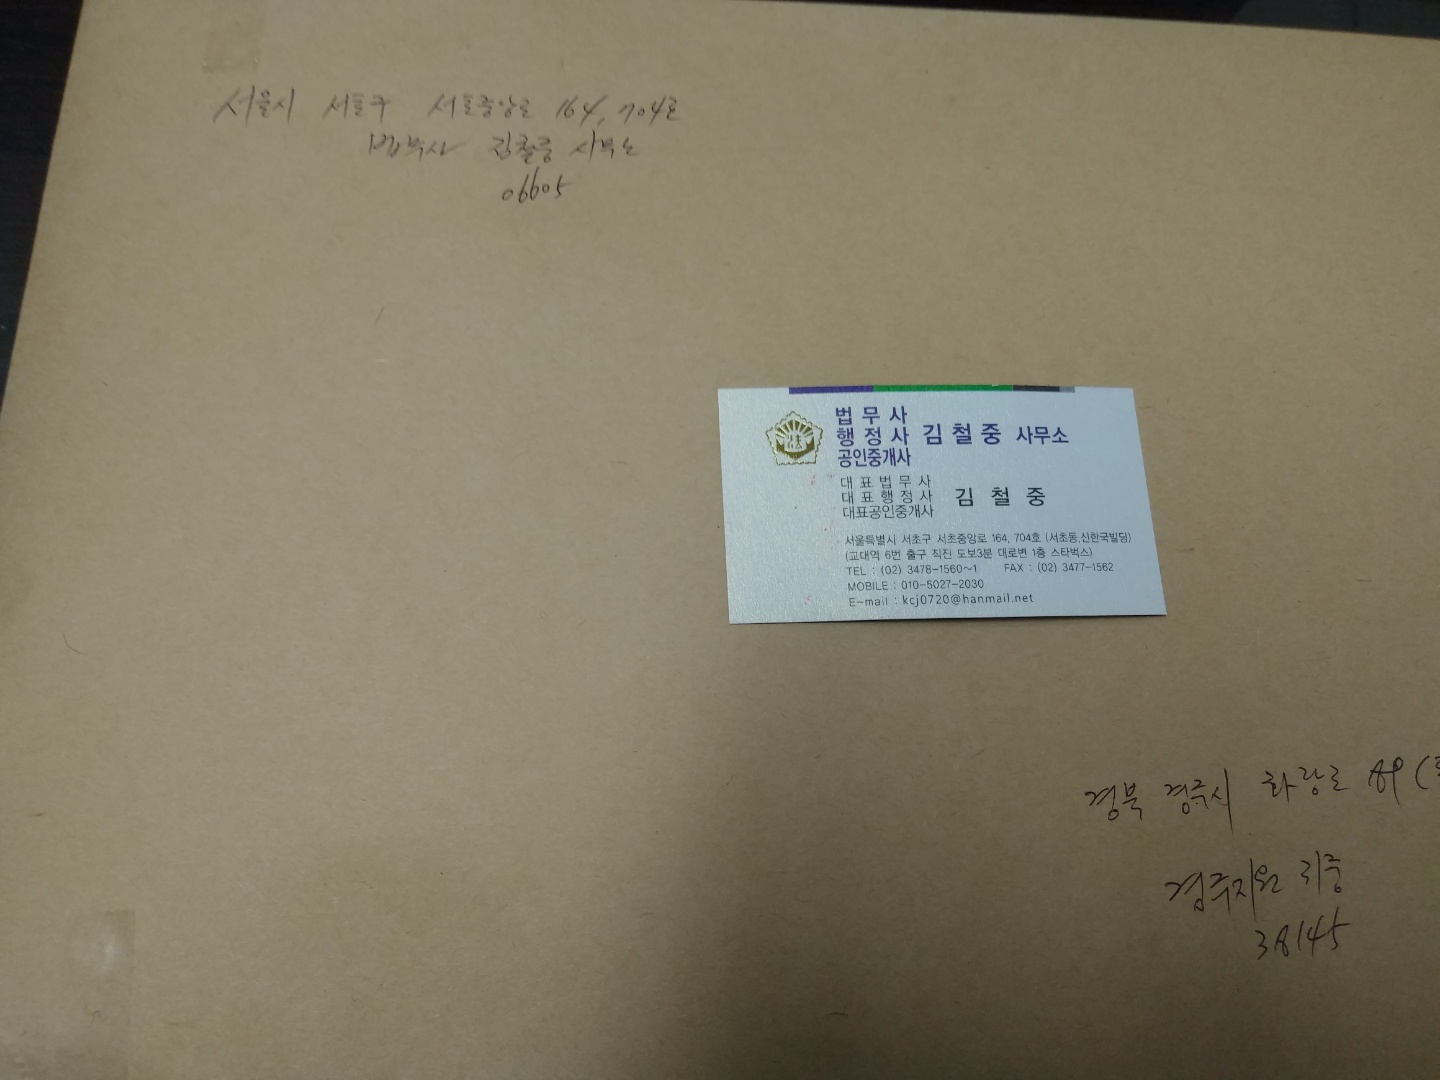 서울시 서초구 서초중앙로 164, 704호
법무사 김철중 사무소
06605
법 무 사
행 정 사 김 철 중 사무소
공인중개사
대 표 법 무 사
대 표 행 정 사 김 철 중
대표공인중개사
서울특별시 서초구 서초중앙로 164, 704호 (서초동,신한국빌딩)
(교대역 6번 출구 직진 도보3분 대로변 1층 스타벅스)
TEL : (02) 3478-1560~1 FAX : (02) 3477-1562
MOBILE : 010-5027-2030
E-mail : kcj0720@hanmail.net
경북 경주시 화랑로 89 (
경주지원 귀중
38145